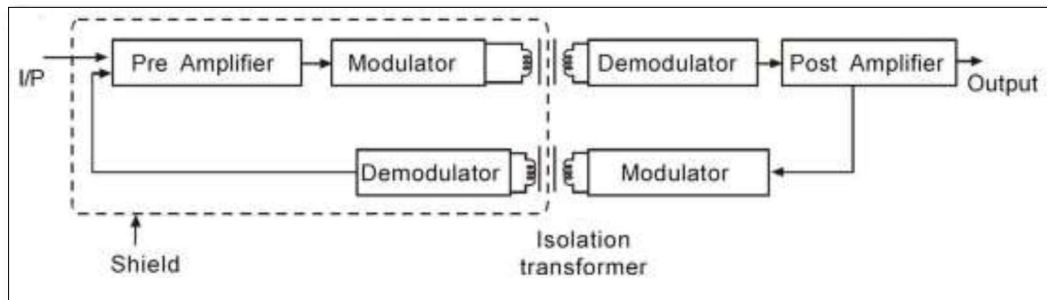 I/P
Pre Amplifier
Modulator
Demodulator
Post Amplifier
Output
Demodulator
Modulator
Shield
Isolation
transformer